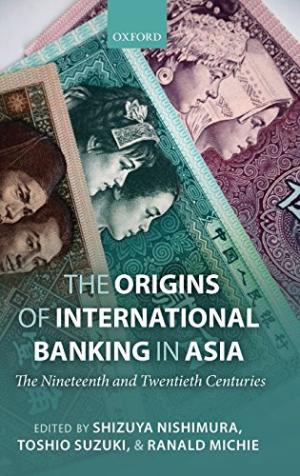 OXFORD
THE ORIGINS
OF INTERNATIONAL
BANKING IN ASIA
The Nineteenth and Twentieth Centuries
EDITED BY SHIZUYA NISHIMURA,
TOSHIO SUZUKI, & RANALD MICHIE